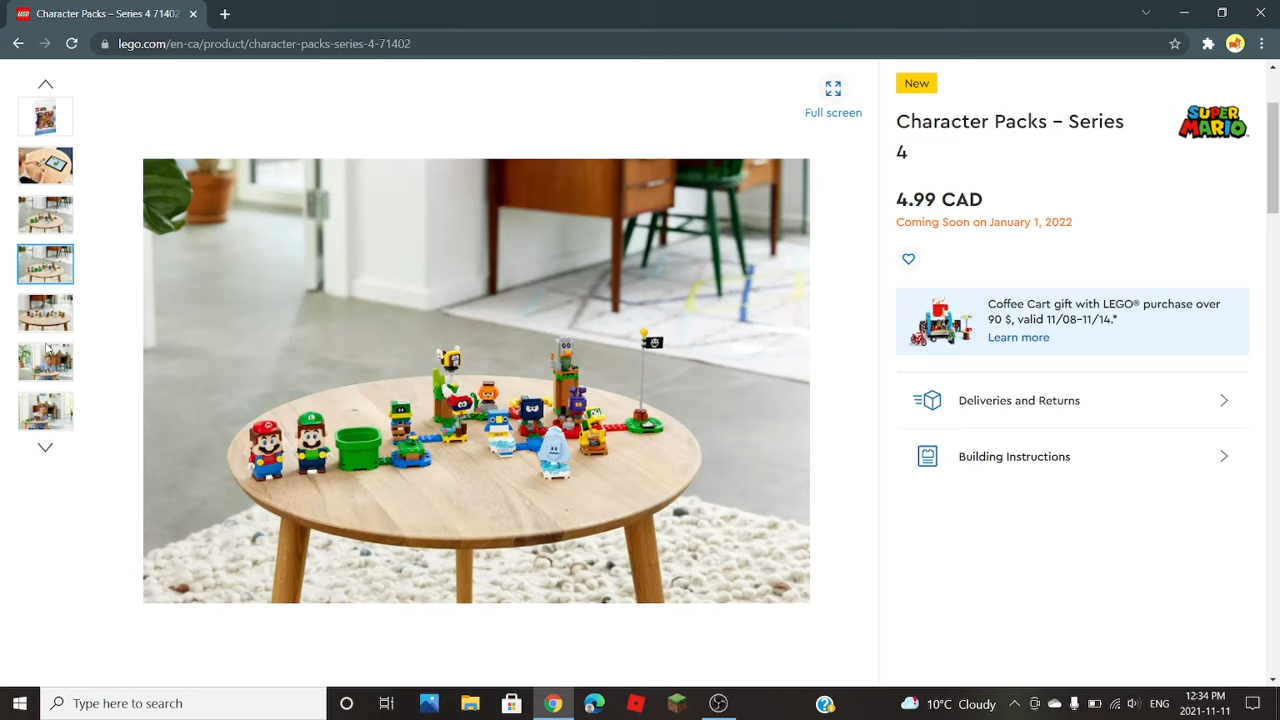 Character Packs – Series 4 71402
lego.com/en-ca/product/character-packs-series-4-71402
Full screen
New
Character Packs – Series
4
SUPER
MARIO
4.99 CAD
Coming Soon on January 1, 2022
Coffee Cart gift with LEGO® purchase over
90 $, valid 11/08-11/14.*
Learn more
Deliveries and Returns
Building Instructions
Type here to search
10°C Cloudy
ENG
12:34 PM
2021-11-11